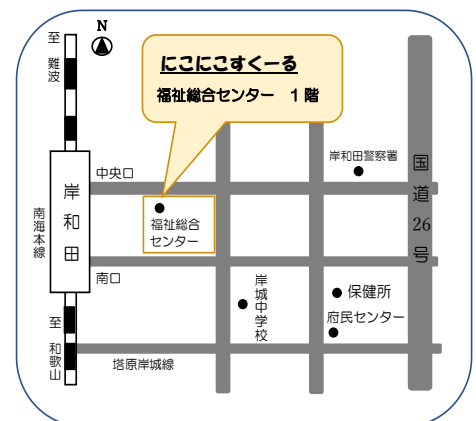 N
至 難波
にこにこすくーる
福祉総合センター 1階
岸和田警察署
国道26号
中央口
岸和田
南海本線
福祉総合
センター
南口
岸城中学校
保健所
府民センター
至 和歌山
塔原岸城線